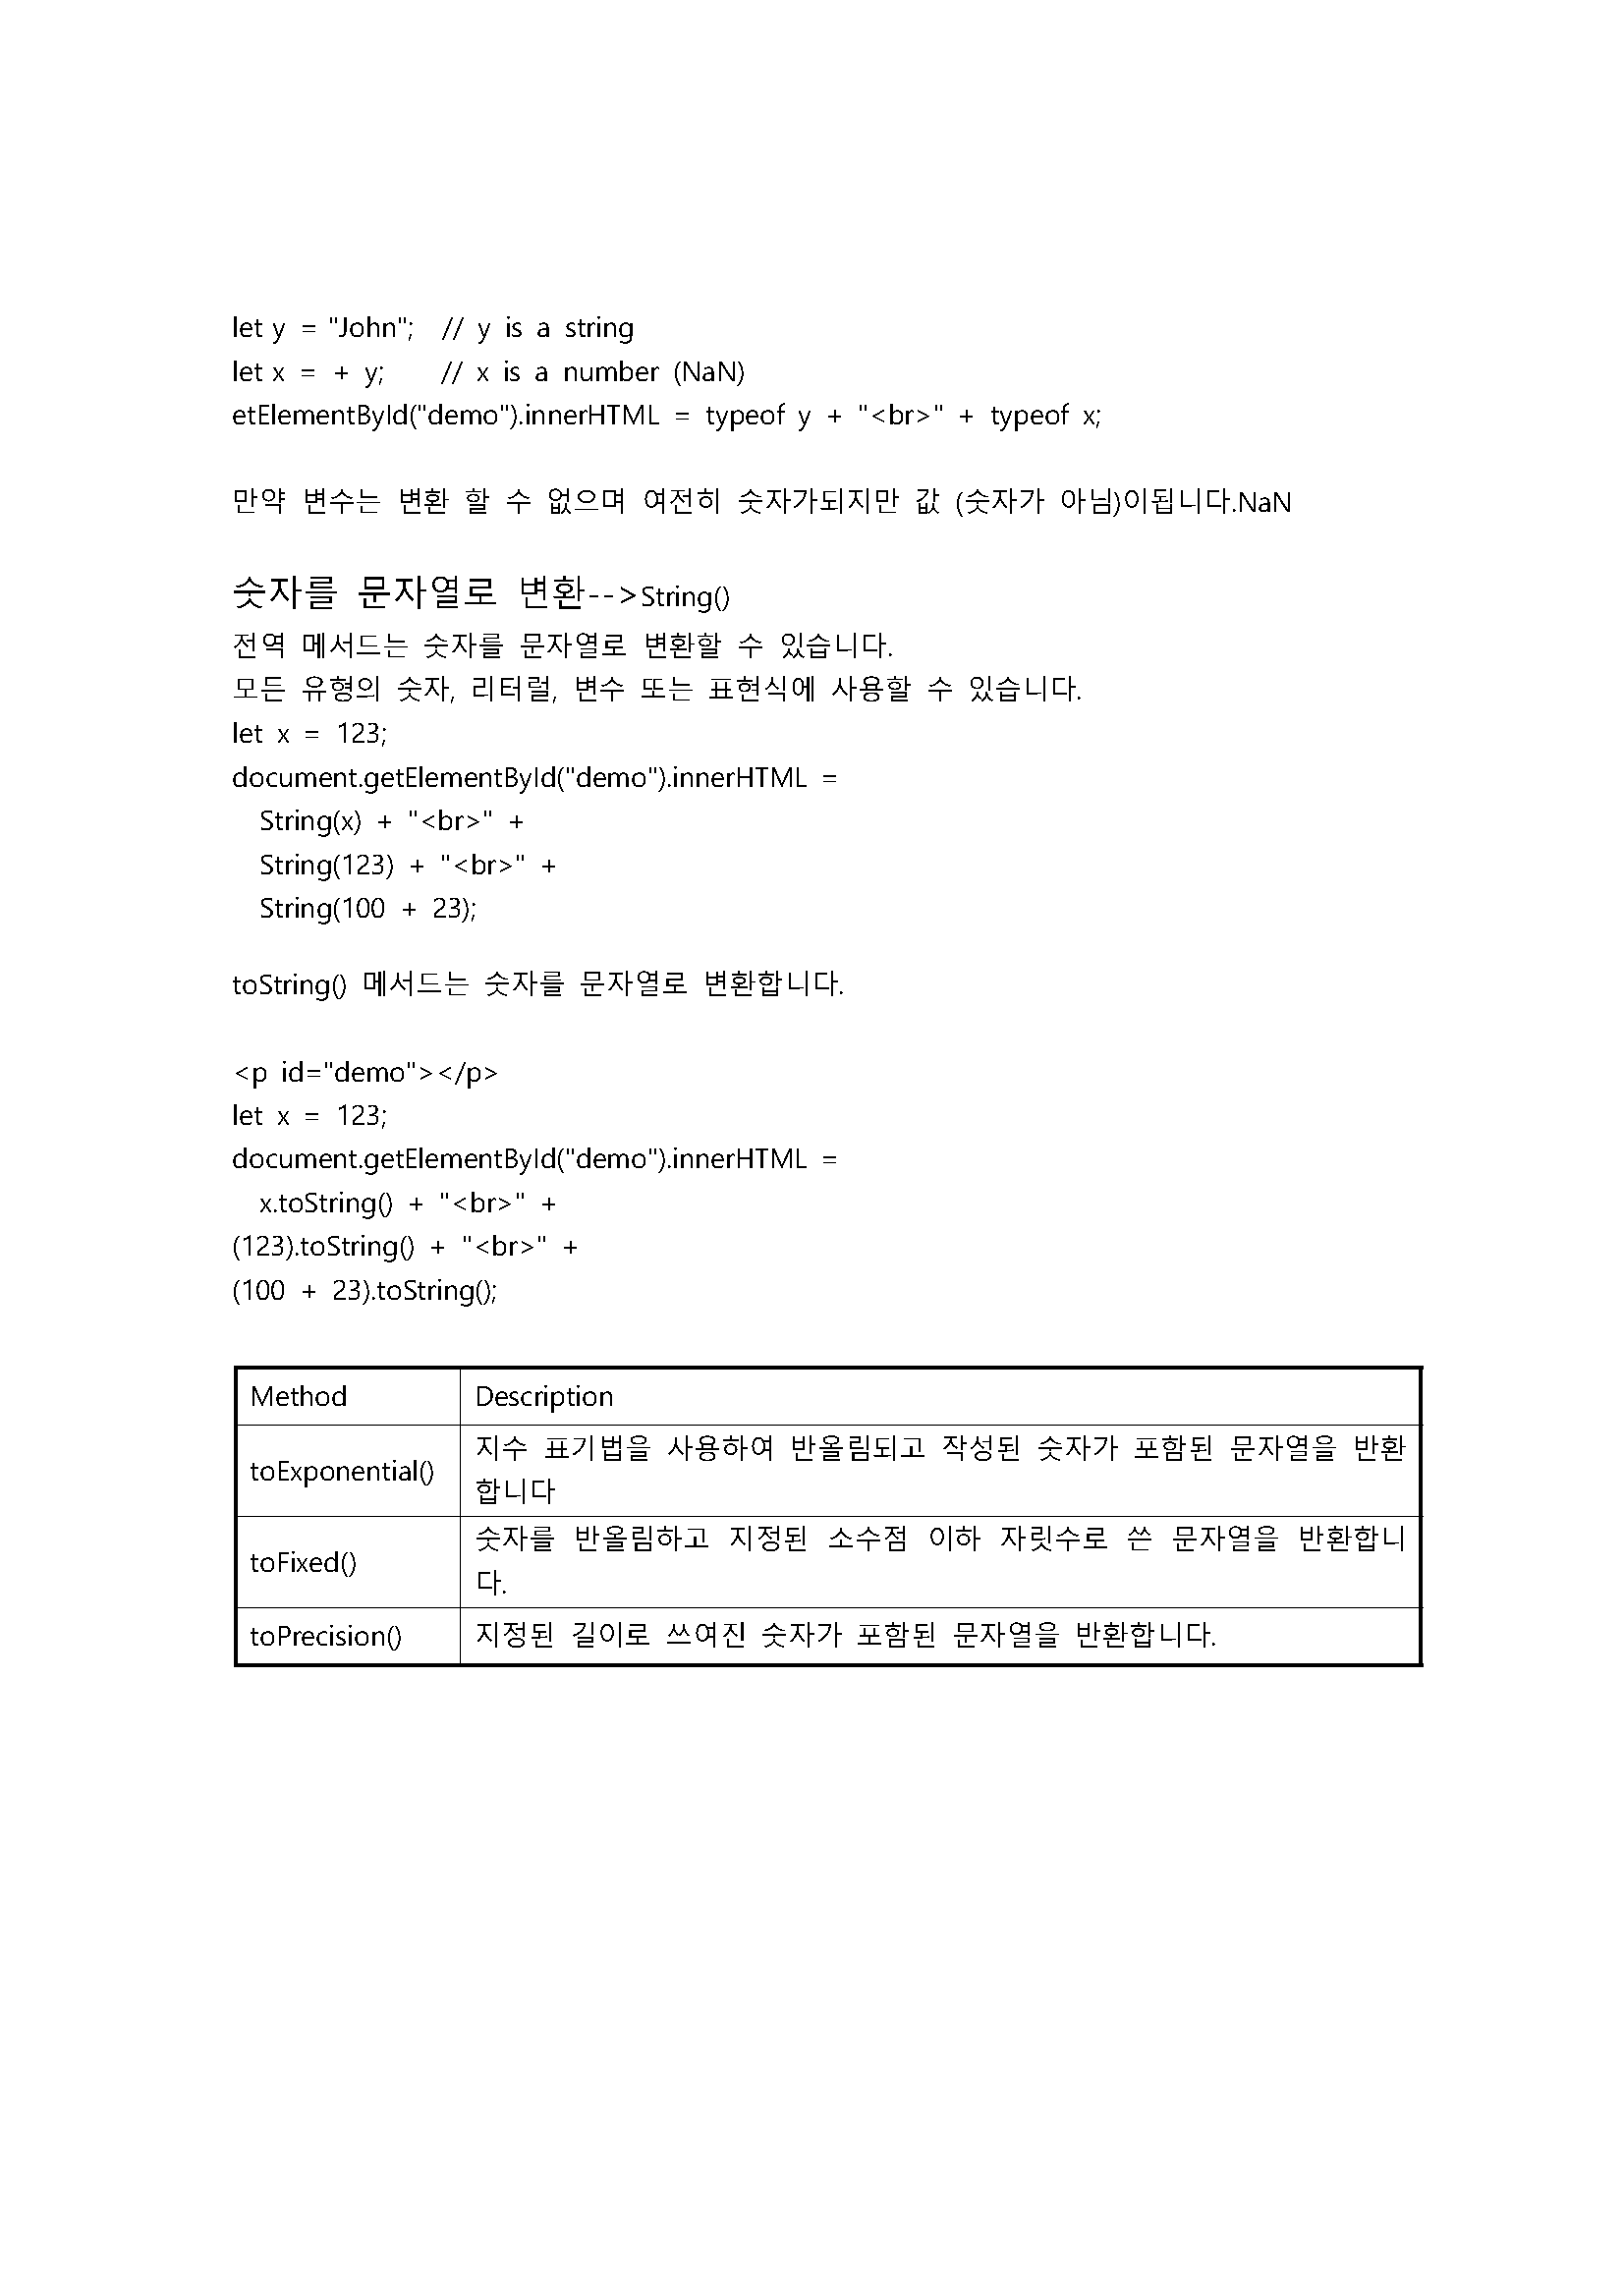 let y = "John";  // y is a string
let x = + y;    // x is a number (NaN)
etElementById("demo").innerHTML = typeof y + "<br>" + typeof x;
만약 변수는 변환 할 수 없으며 여전히 숫자가되지만 값 (숫자가 아님)이됩니다.NaN
숫자를 문자열로 변환-->String()
전역 메서드는 숫자를 문자열로 변환할 수 있습니다.
모든 유형의 숫자, 리터럴, 변수 또는 표현식에 사용할 수 있습니다.
let x = 123;
document.getElementById("demo").innerHTML =
  String(x) + "<br>" +
  String(123) + "<br>" +
  String(100 + 23);
toString() 메서드는 숫자를 문자열로 변환합니다.
<p id="demo"></p>
let x = 123;
document.getElementById("demo").innerHTML =
  x.toString() + "<br>" +
(123).toString() + "<br>" +
(100 + 23).toString();
Method Description
toExponential() 지수 표기법을 사용하여 반올림되고 작성된 숫자가 포함된 문자열을 반환
합니다
toFixed() 숫자를 반올림하고 지정된 소수점 이하 자릿수로 쓴 문자열을 반환합니
다.
toPrecision() 지정된 길이로 쓰여진 숫자가 포함된 문자열을 반환합니다.